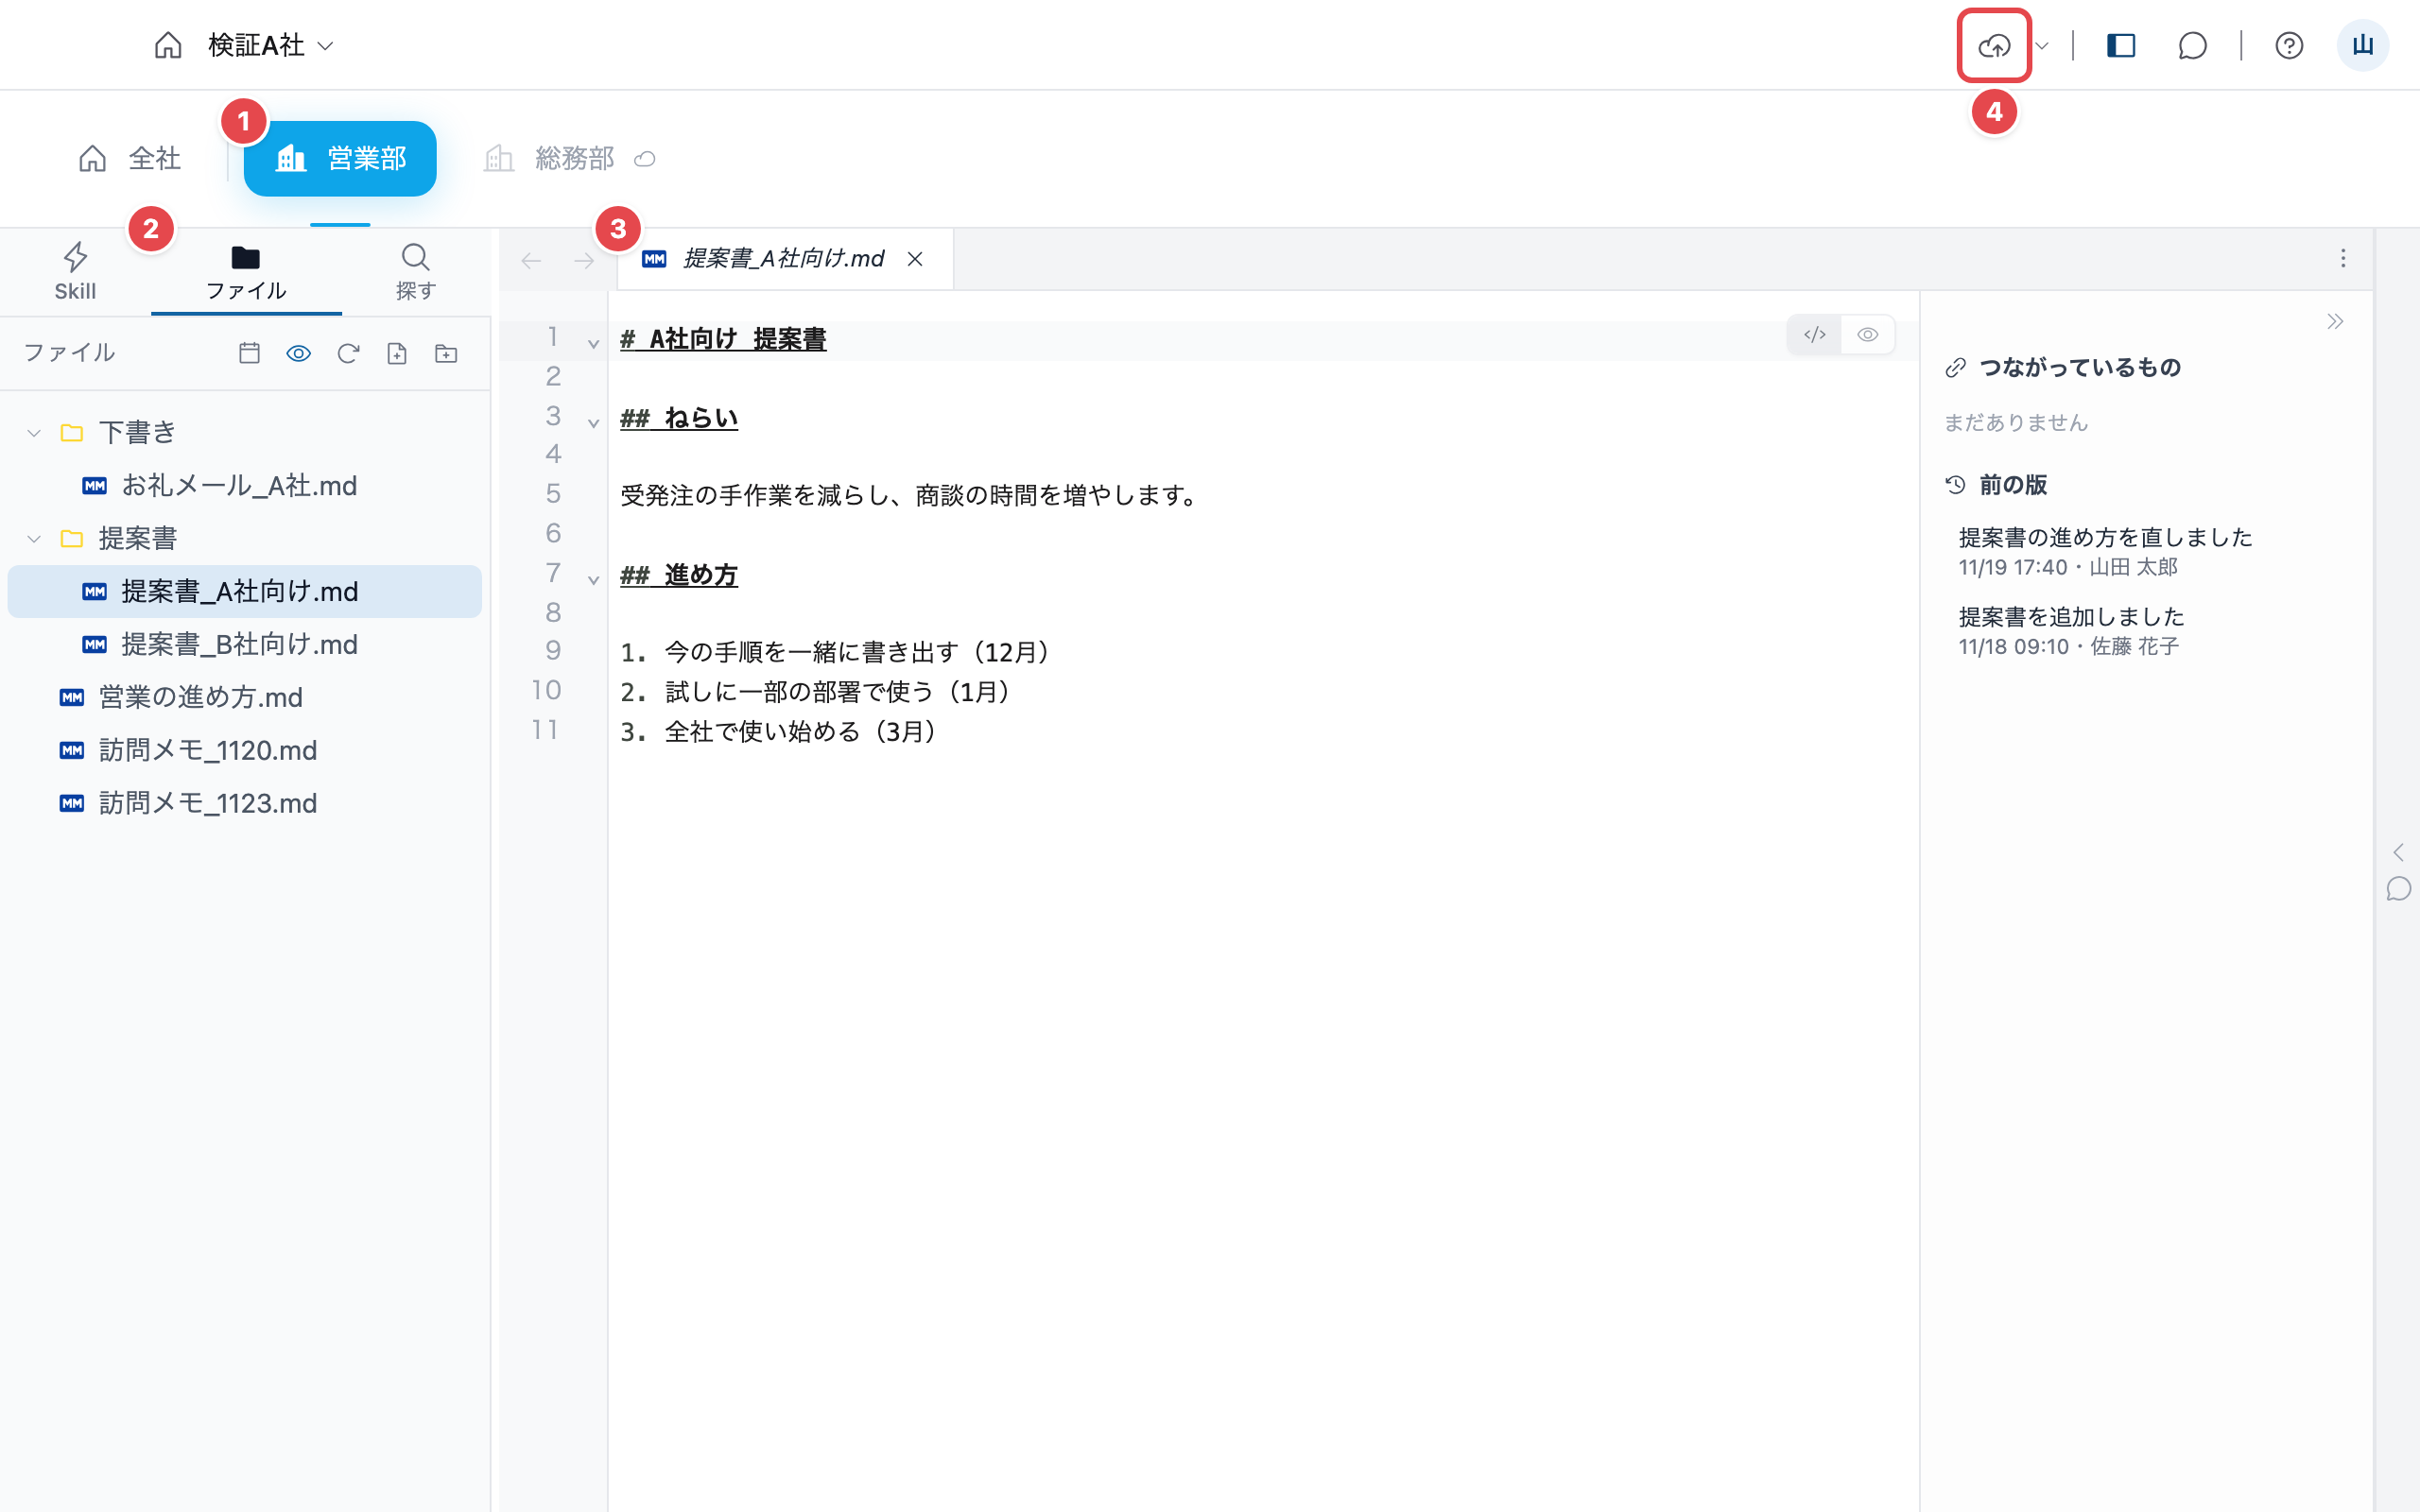 検証A社
山
4
1
全社
営業部
総務部
2
3
Skill
ファイル
探す
MM 提案書_A社向け.md
ファイル
下書き
MM お礼メール_A社.md
提案書
MM 提案書_A社向け.md
MM 提案書_B社向け.md
MM 営業の進め方.md
MM 訪問メモ_1120.md
MM 訪問メモ_1123.md
1 # A社向け 提案書
2
3 ## ねらい
4
5 受発注の手作業を減らし、商談の時間を増やします。
6
7 ## 進め方
8
9 1. 今の手順を一緒に書き出す（12月）
10 2. 試しに一部の部署で使う（1月）
11 3. 全社で使い始める（3月）
つながっているもの
まだありません
前の版
提案書の進め方を直しました
11/19 17:40・山田 太郎
提案書を追加しました
11/18 09:10・佐藤 花子